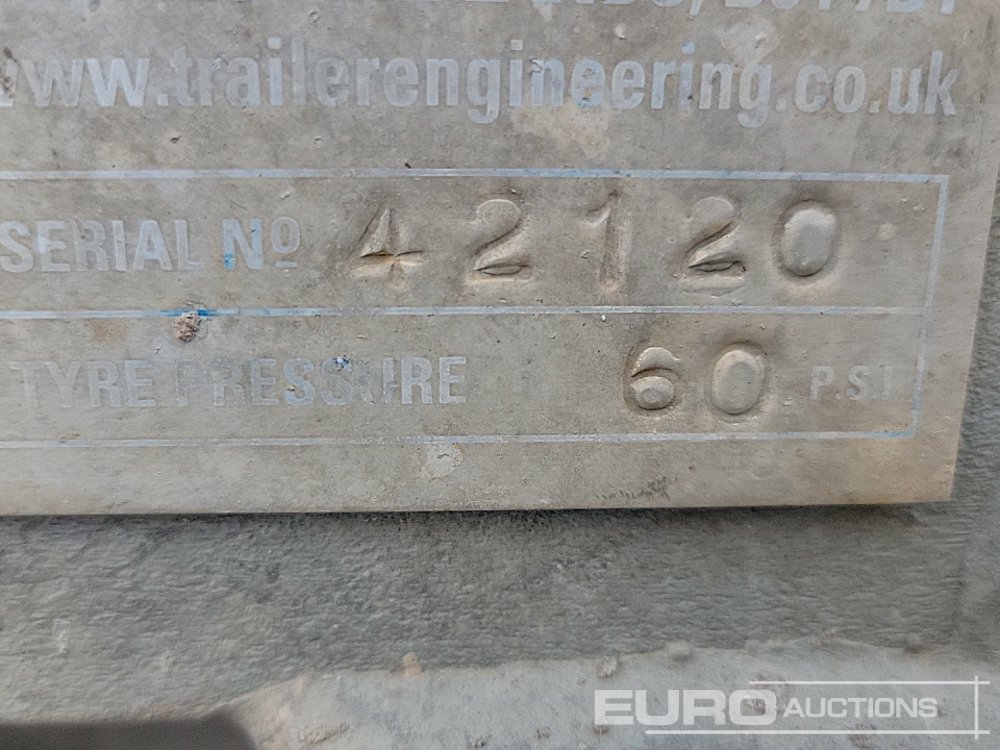 www.trailerengineering.co.uk
SERIAL Nº 42120
TYRE PRESSURE 60 P.S.I
EURO AUCTIONS